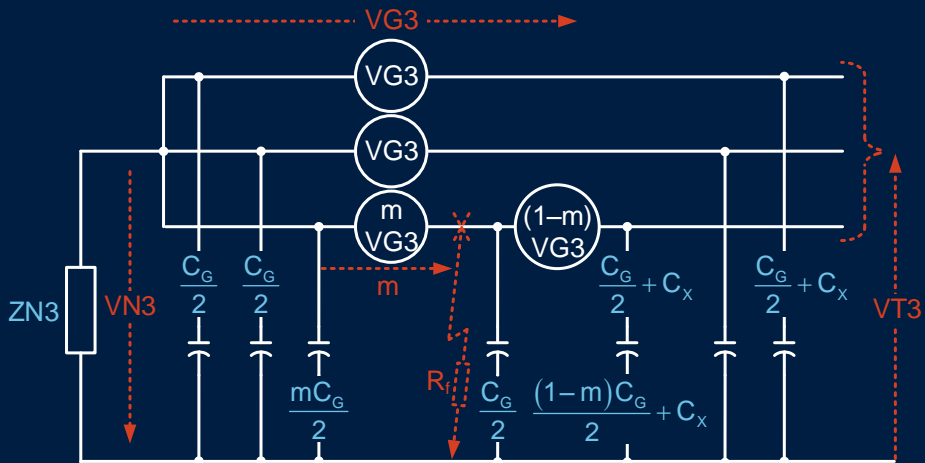 VG3
VG3
VG3
m
VG3
(1–m)
VG3
m
ZN3
VN3
C_G/2
C_G/2
C_G/2 + C_X
C_G/2 + C_X
VT3
R_f
mC_G/2
C_G/2
(1–m)C_G/2 + C_X